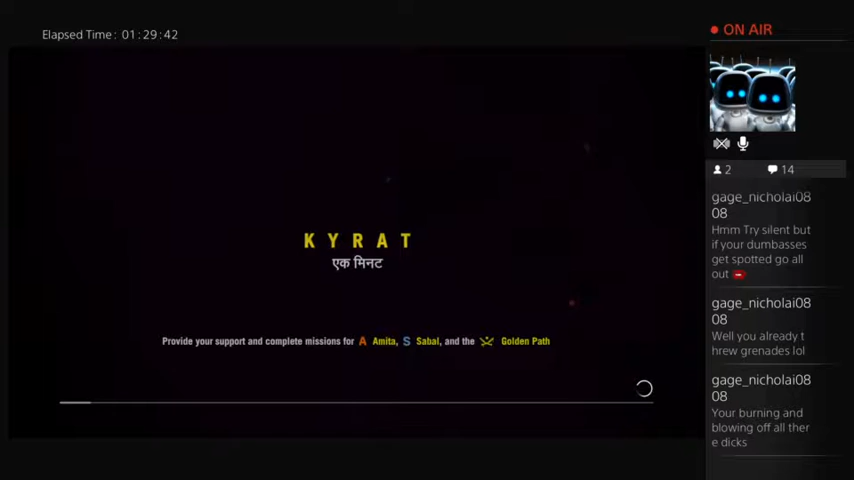 Elapsed Time : 01:29:42
ON AIR
2 14
KYRAT
एक मिनट
Provide your support and complete missions for A Amita, S Sabal, and the Golden Path
gage_nicholai08
08
Hmm Try silent but
if your dumbasses
get spotted go all
out
gage_nicholai08
08
Well you already t
hrew grenades lol
gage_nicholai08
08
Your burning and
blowing off all ther
e dicks